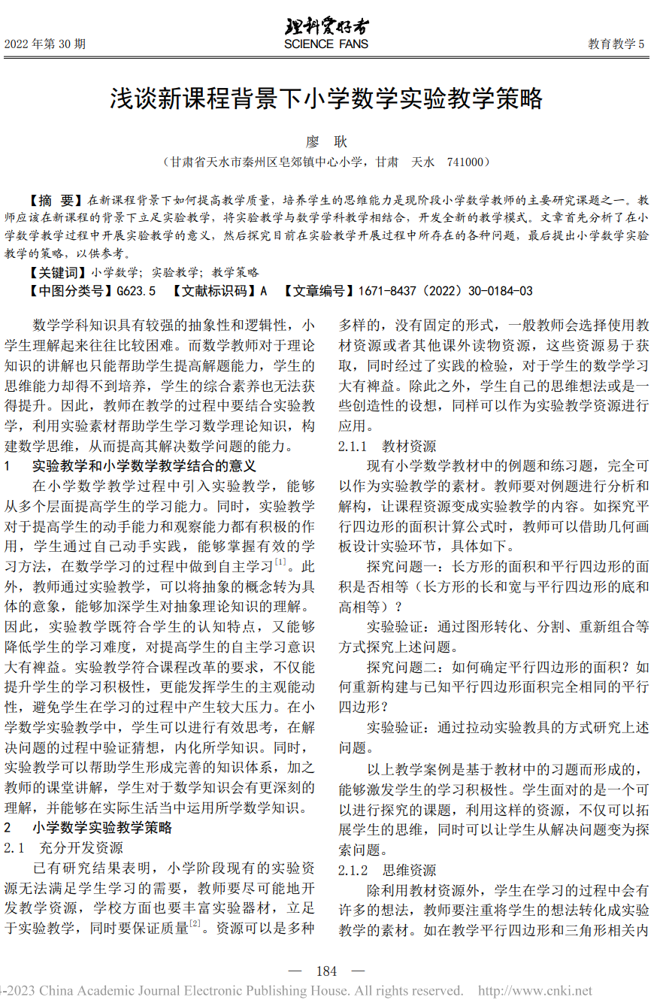 理科爱好者
2022 年第 30 期
SCIENCE FANS
教育教学 5
浅谈新课程背景下小学数学实验教学策略
廖 耿
（甘肃省天水市秦州区皂郊镇中心小学，甘肃 天水 741000）
【摘 要】在新课程背景下如何提高教学质量，培养学生的思维能力是现阶段小学数学教师的主要研究课题之一。教
师应该在新课程的背景下立足实验教学，将实验教学与数学学科教学相结合，开发全新的教学模式。文章首先分析了在小
学数学教学过程中开展实验教学的意义，然后探究目前在实验教学开展过程中所存在的各种问题，最后提出小学数学实验
教学的策略，以供参考。
【关键词】小学数学；实验教学；教学策略
【中图分类号】G623.5 【文献标识码】A 【文章编号】1671-8437（2022）30-0184-03
数学学科知识具有较强的抽象性和逻辑性，小
学生理解起来往往比较困难。而数学教师对于理论
知识的讲解也只能帮助学生提高解题能力，学生的
思维能力却得不到培养，学生的综合素养也无法获
得提升。因此，教师在教学的过程中要结合实验教
学，利用实验素材帮助学生学习数学理论知识，构
建数学思维，从而提高其解决数学问题的能力。
1 实验教学和小学数学教学结合的意义
在小学数学教学过程中引入实验教学，能够
从多个层面提高学生的学习能力。同时，实验教学
对于提高学生的动手能力和观察能力都有积极的作
用，学生通过自己动手实践，能够掌握有效的学
习方法，在数学学习的过程中做到自主学习[1]。此
外，教师通过实验教学，可以将抽象的概念转为具
体的意象，能够加深学生对抽象理论知识的理解。
因此，实验教学既符合学生的认知特点，又能够
降低学生的学习难度，对提高学生的自主学习意识
大有裨益。实验教学符合课程改革的要求，不仅能
提升学生的学习积极性，更能发挥学生的主观能动
性，避免学生在学习的过程中产生较大压力。在小
学数学实验教学中，学生可以进行有效思考，在解
决问题的过程中验证猜想，内化所学知识。同时，
实验教学可以帮助学生形成完善的知识体系，加之
教师的课堂讲解，学生对于数学知识会有更深刻的
理解，并能够在实际生活当中运用所学数学知识。
2 小学数学实验教学策略
2.1 充分开发资源
已有研究结果表明，小学阶段现有的实验资
源无法满足学生学习的需要，教师要尽可能地开
发教学资源，学校方面也要丰富实验器材，立足
于实验教学，同时要保证质量[2]。资源可以是多种
多样的，没有固定的形式，一般教师会选择使用教
材资源或者其他课外读物资源，这些资源易于获
取，同时经过了实践的检验，对于学生的数学学习
大有裨益。除此之外，学生自己的思维想法或是一
些创造性的设想，同样可以作为实验教学资源进行
应用。
2.1.1 教材资源
现有小学数学教材中的例题和练习题，完全可
以作为实验教学的素材。教师要对例题进行分析和
解构，让课程资源变成实验教学的内容。如探究平
行四边形的面积计算公式时，教师可以借助几何画
板设计实验环节，具体如下。
探究问题一：长方形的面积和平行四边形的面
积是否相等（长方形的长和宽与平行四边形的底和
高相等）？
实验验证：通过图形转化、分割、重新组合等
方式探究上述问题。
探究问题二：如何确定平行四边形的面积？如
何重新构建与已知平行四边形面积完全相同的平行
四边形？
实验验证：通过拉动实验教具的方式研究上述
问题。
以上教学案例是基于教材中的习题而形成的，
能够激发学生的学习积极性。学生面对的是一个可
以进行探究的课题，利用这样的资源，不仅可以拓
展学生的思维，同时可以让学生从解决问题变为探
索问题。
2.1.2 思维资源
除利用教材资源外，学生在学习的过程中会有
许多的想法，教师要注重将学生的想法转化成实验
教学的素材。如在教学平行四边形和三角形相关内
— 184 —
4-2023 China Academic Journal Electronic Publishing House. All rights reserved. http://www.cnki.net